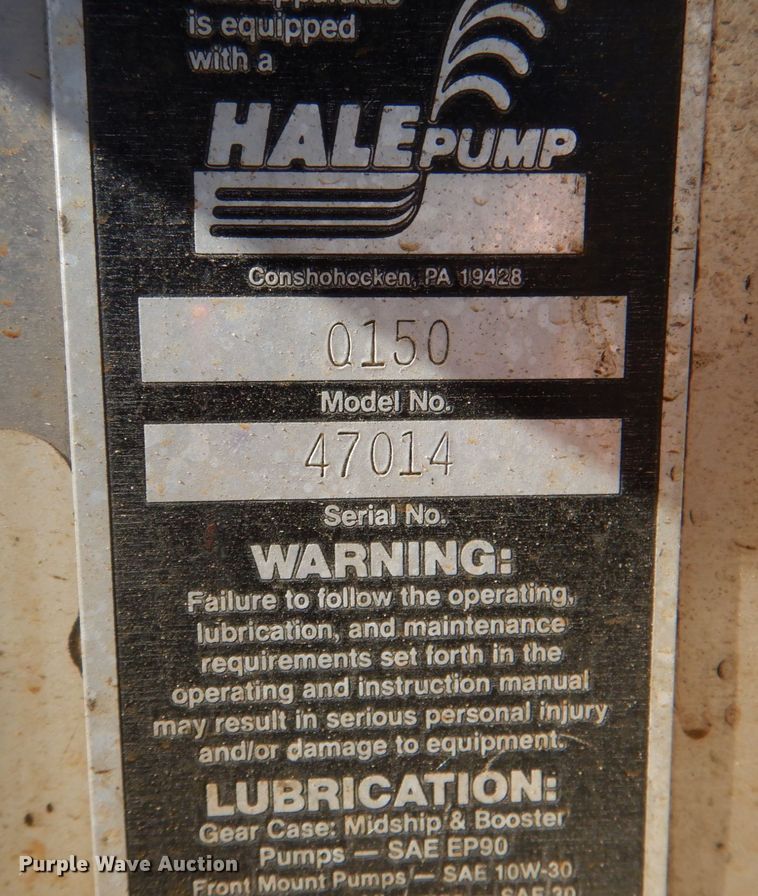 is equipped
with a
HALE PUMP
Conshohocken, PA 19428
Q150
Model No.
47014
Serial No.
WARNING:
Failure to follow the operating,
lubrication, and maintenance
requirements set forth in the
operating and instruction manual
may result in serious personal injury
and/or damage to equipment.
LUBRICATION:
Gear Case: Midship & Booster
Pumps — SAE EP90
Front Mount Pumps — SAE 10W-30
SAE 30
Purple Wave Auction